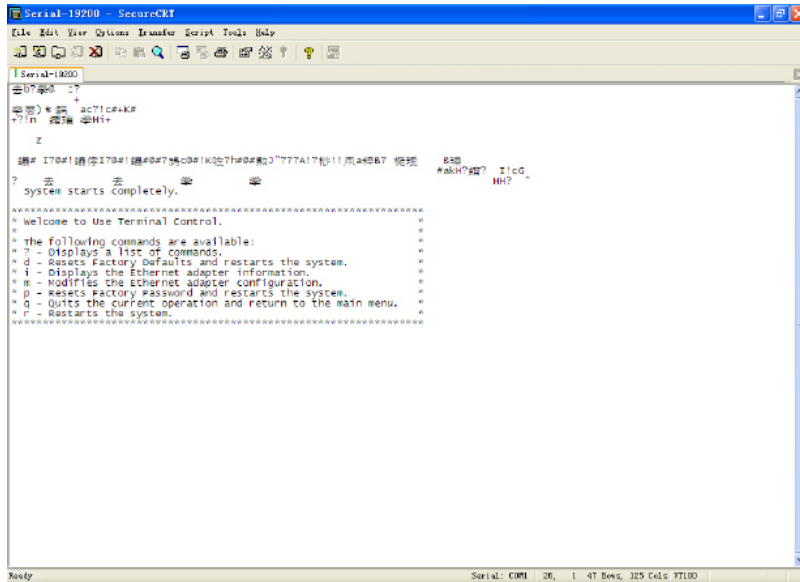 Serial-19200 - SecureCRT
File Edit View Options Transfer Script Tools Help
Serial-19200
System starts completely.
* Welcome to Use Terminal Control.
* The following commands are available:
* ? - Displays a list of commands.
* d - Resets Factory Defaults and restarts the system.
* i - Displays the Ethernet adapter information.
* m - Modifies the Ethernet adapter configuration.
* p - Resets Factory Password and restarts the system.
* q - Quits the current operation and return to the main menu.
* r - Restarts the system.
Ready Serial: COM1 26, 1 47 Rows, 125 Cols VT100